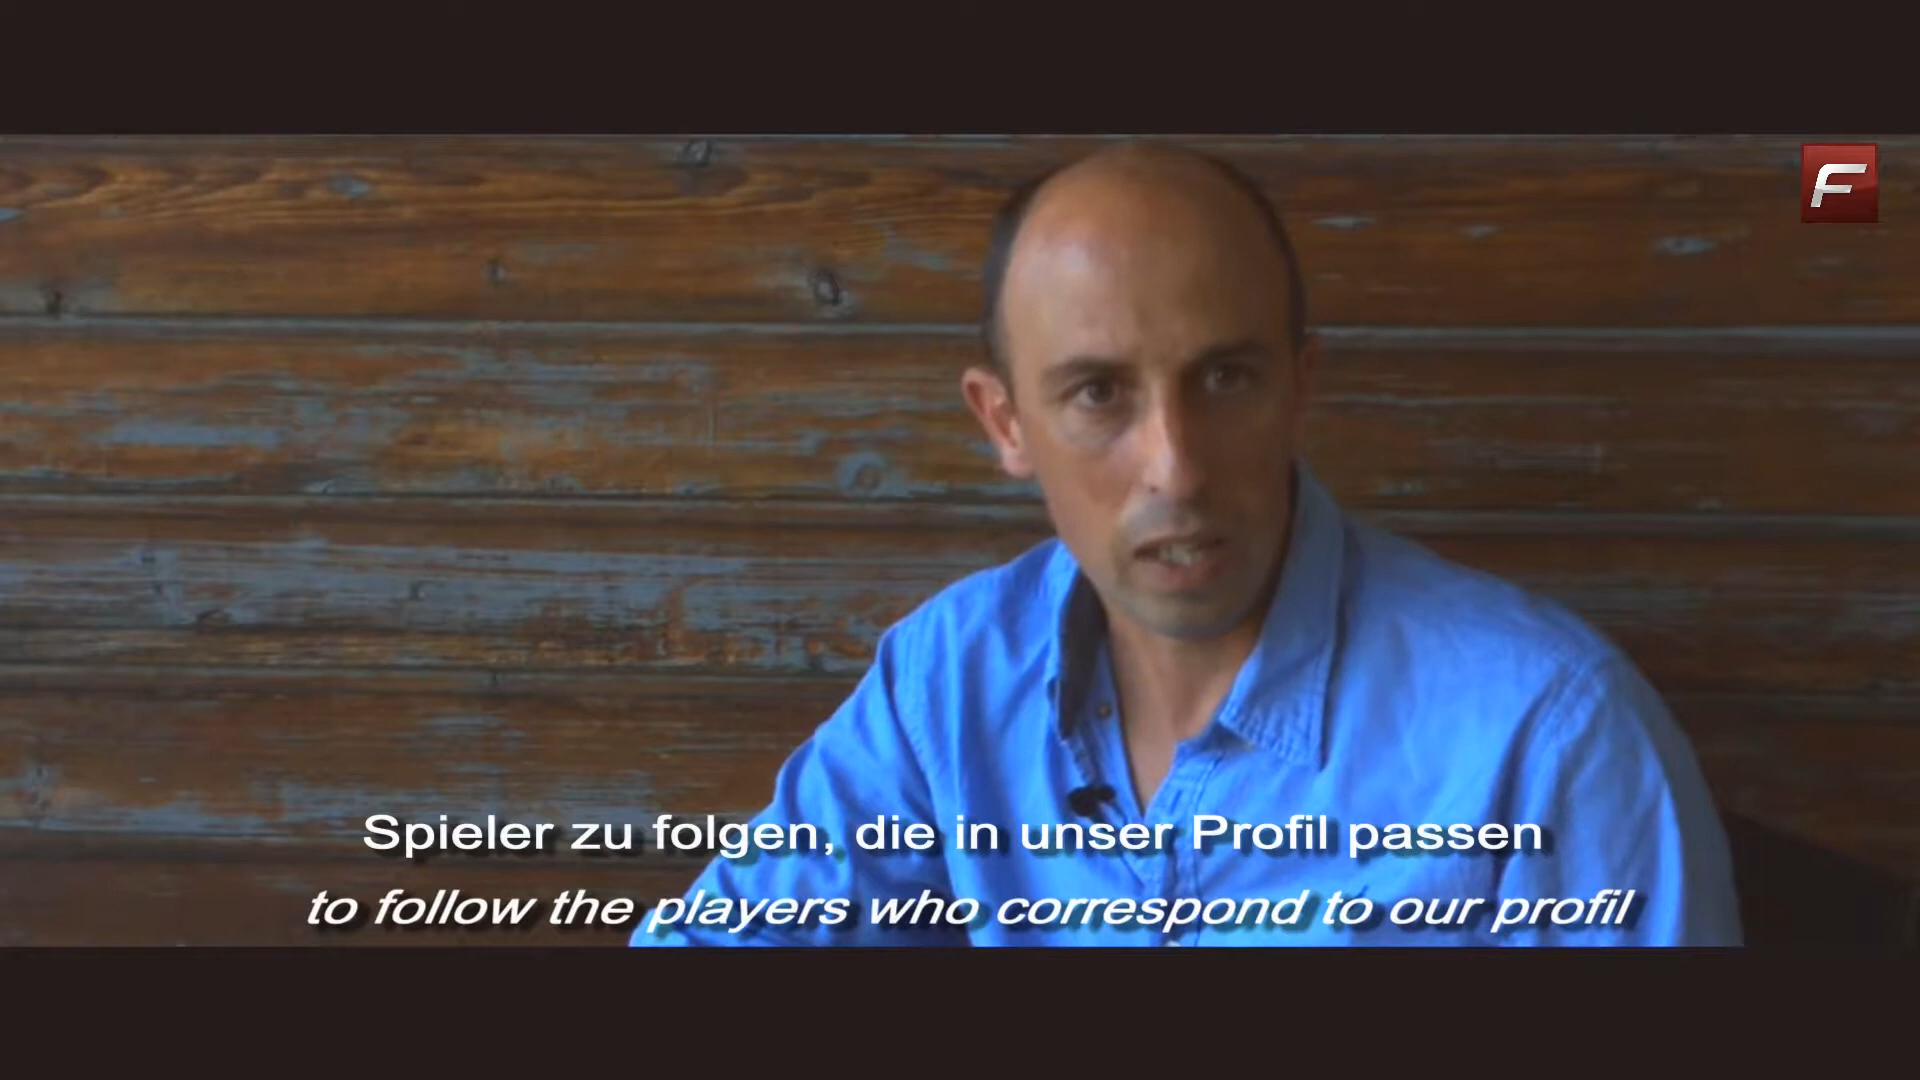 F
Spieler zu folgen, die in unser Profil passen
to follow the players who correspond to our profil